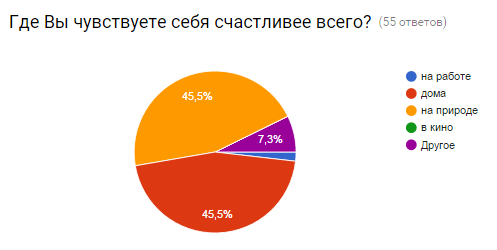 Где Вы чувствуете себя счастливее всего? (55 ответов)
45,5%
7,3%
45,5%
на работе
дома
на природе
в кино
Другое